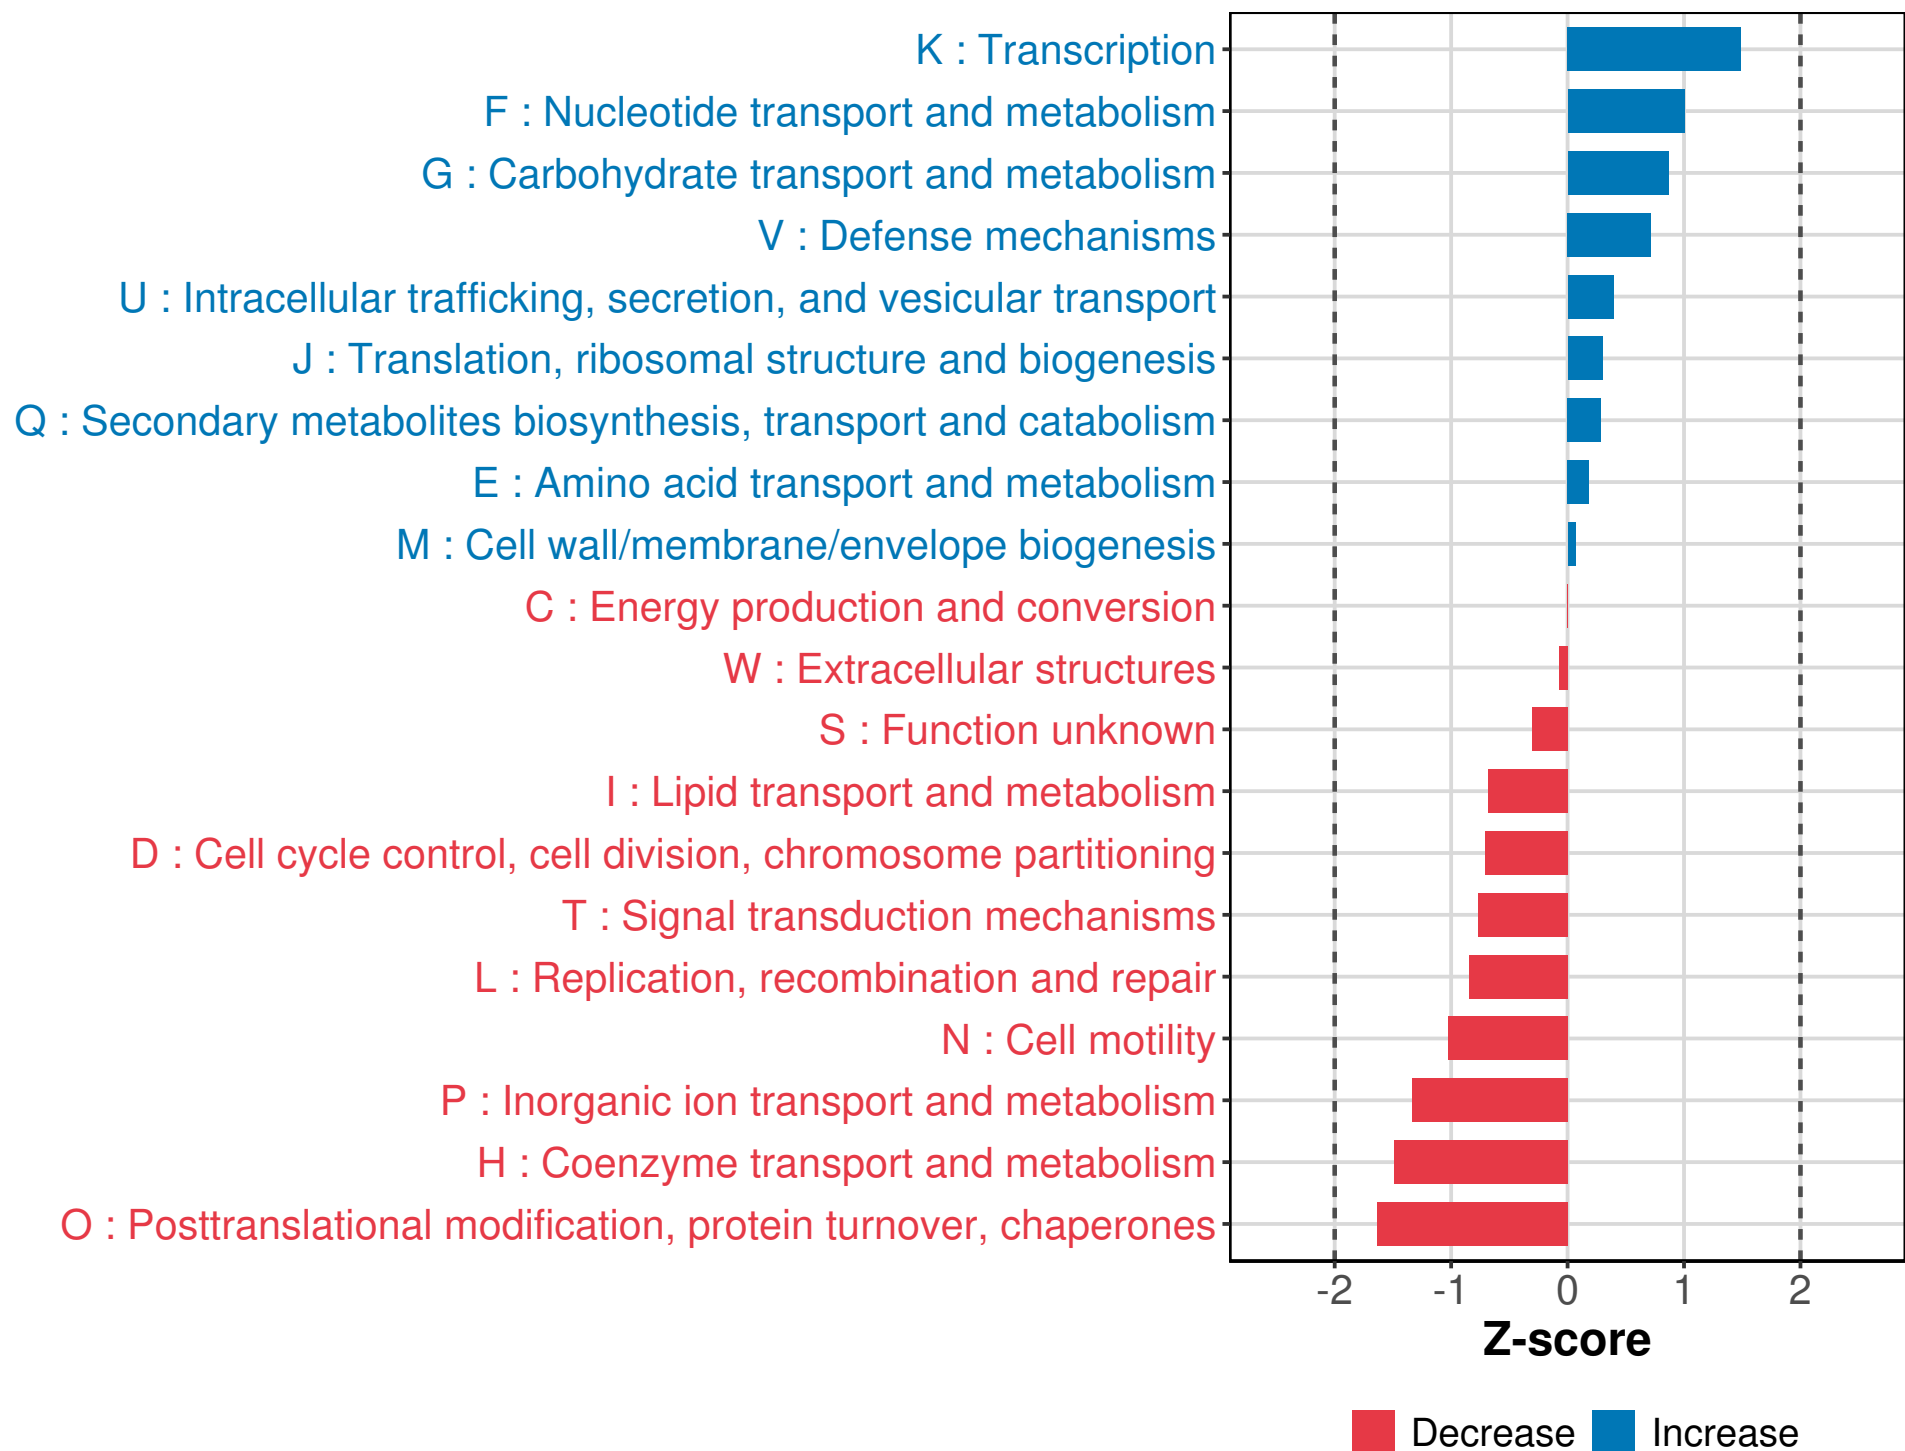 K : Transcription
F : Nucleotide transport and metabolism
G : Carbohydrate transport and metabolism
V : Defense mechanisms
U : Intracellular trafficking, secretion, and vesicular transport
J : Translation, ribosomal structure and biogenesis
Q : Secondary metabolites biosynthesis, transport and catabolism
E : Amino acid transport and metabolism
M : Cell wall/membrane/envelope biogenesis
C : Energy production and conversion
W : Extracellular structures
S : Function unknown
I : Lipid transport and metabolism
D : Cell cycle control, cell division, chromosome partitioning
T : Signal transduction mechanisms
L : Replication, recombination and repair
N : Cell motility
P : Inorganic ion transport and metabolism
H : Coenzyme transport and metabolism
O : Posttranslational modification, protein turnover, chaperones
-2 -1 0 1 2
Z-score
Decrease Increase